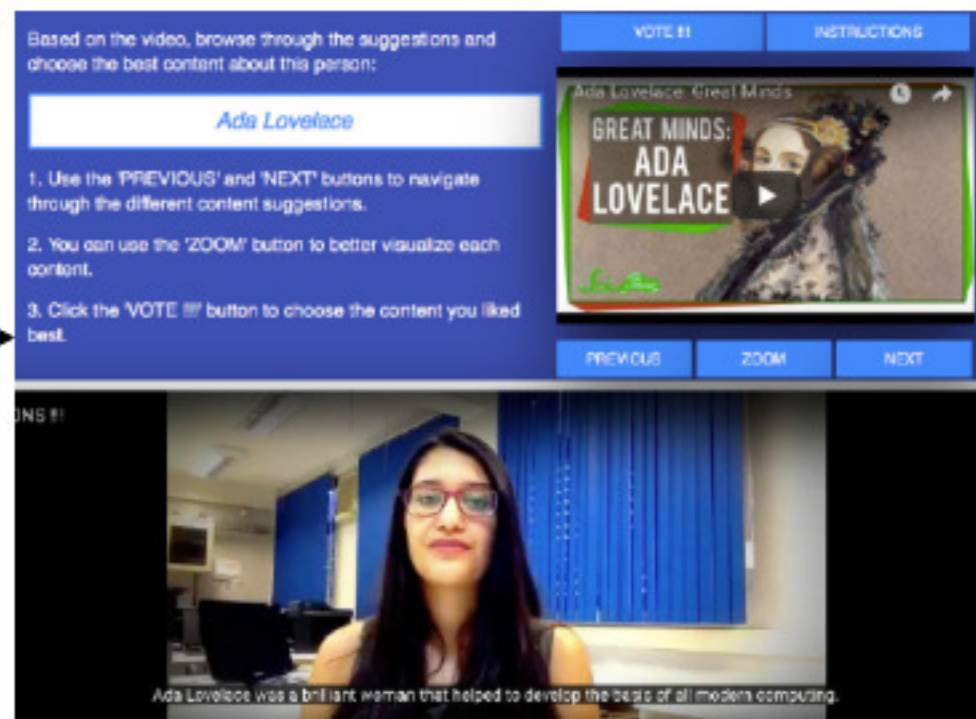 Based on the video, browse through the suggestions and
choose the best content about this person:
Ada Lovelace
1. Use the 'PREVIOUS' and 'NEXT' buttons to navigate
through the different content suggestions.
2. You can use the 'ZOOM' button to better visualize each
content.
3. Click the 'VOTE !!!' button to choose the content you liked
best.
VOTE !!!
INSTRUCTIONS
Ada Lovelace: Great Minds
GREAT MINDS:
ADA
LOVELACE
PREVIOUS
ZOOM
NEXT
ONS !!!
Ada Lovelace was a brilliant woman that helped to develop the basic of all modern computing.